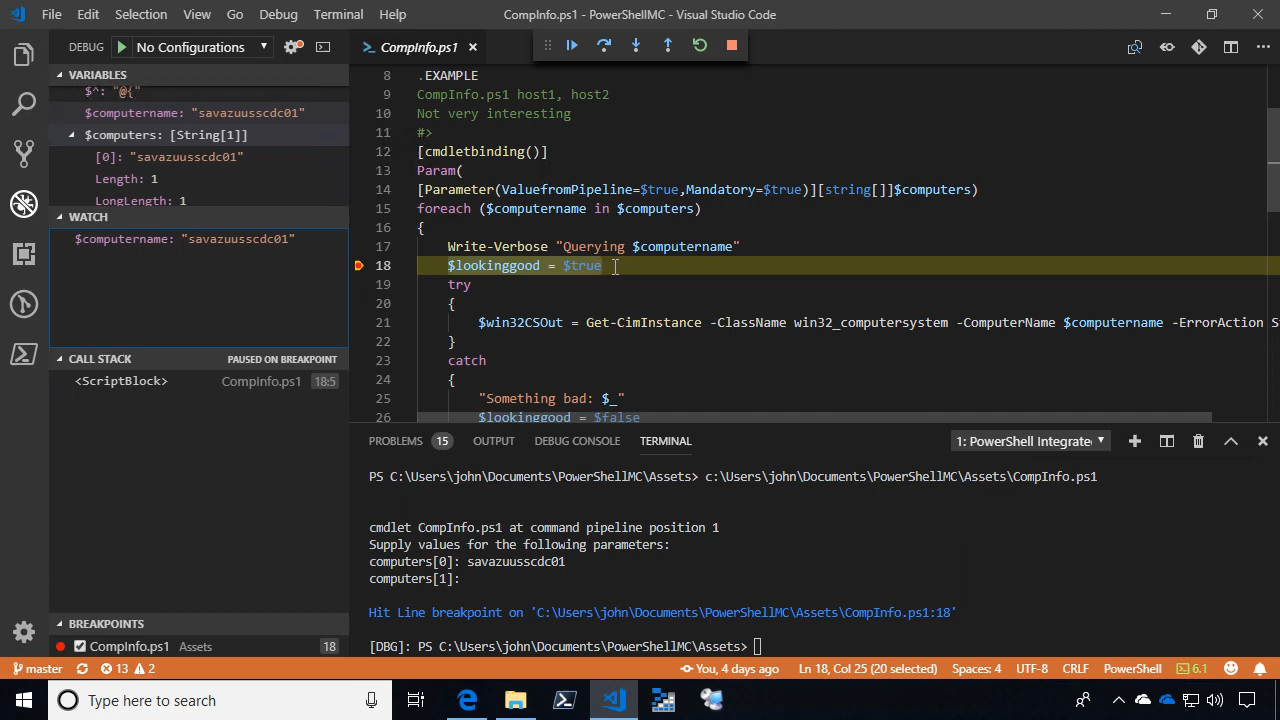 File Edit Selection View Go Debug Terminal Help CompInfo.ps1 - PowerShellMC - Visual Studio Code
DEBUG No Configurations
CompInfo.ps1
VARIABLES
$^: "@{"
$computername: "savazuusscdc01"
$computers: [String[1]]
[0]: "savazuusscdc01"
Length: 1
LongLength: 1
WATCH
$computername: "savazuusscdc01"
CALL STACK PAUSED ON BREAKPOINT
<ScriptBlock> CompInfo.ps1 18:5
BREAKPOINTS
CompInfo.ps1 Assets 18
8 .EXAMPLE
9 CompInfo.ps1 host1, host2
10 Not very interesting
11 #>
12 [cmdletbinding()]
13 Param(
14 [Parameter(ValuefromPipeline=$true,Mandatory=$true)][string[]]$computers)
15 foreach ($computername in $computers)
16 {
17 Write-Verbose "Querying $computername"
18 $lookinggood = $true
19 try
20 {
21 $win32CSOut = Get-CimInstance -ClassName win32_computersystem -ComputerName $computername -ErrorAction S
22 }
23 catch
24 {
25 "Something bad: $_"
26 $lookinggood = $false
PROBLEMS 15 OUTPUT DEBUG CONSOLE TERMINAL 1: PowerShell Integrate
PS C:\Users\john\Documents\PowerShellMC\Assets> c:\Users\john\Documents\PowerShellMC\Assets\CompInfo.ps1
cmdlet CompInfo.ps1 at command pipeline position 1
Supply values for the following parameters:
computers[0]: savazuusscdc01
computers[1]:
Hit Line breakpoint on 'C:\Users\john\Documents\PowerShellMC\Assets\CompInfo.ps1:18'
[DBG]: PS C:\Users\john\Documents\PowerShellMC\Assets>
master 13 2 You, 4 days ago Ln 18, Col 25 (20 selected) Spaces: 4 UTF-8 CRLF PowerShell 6.1
Type here to search